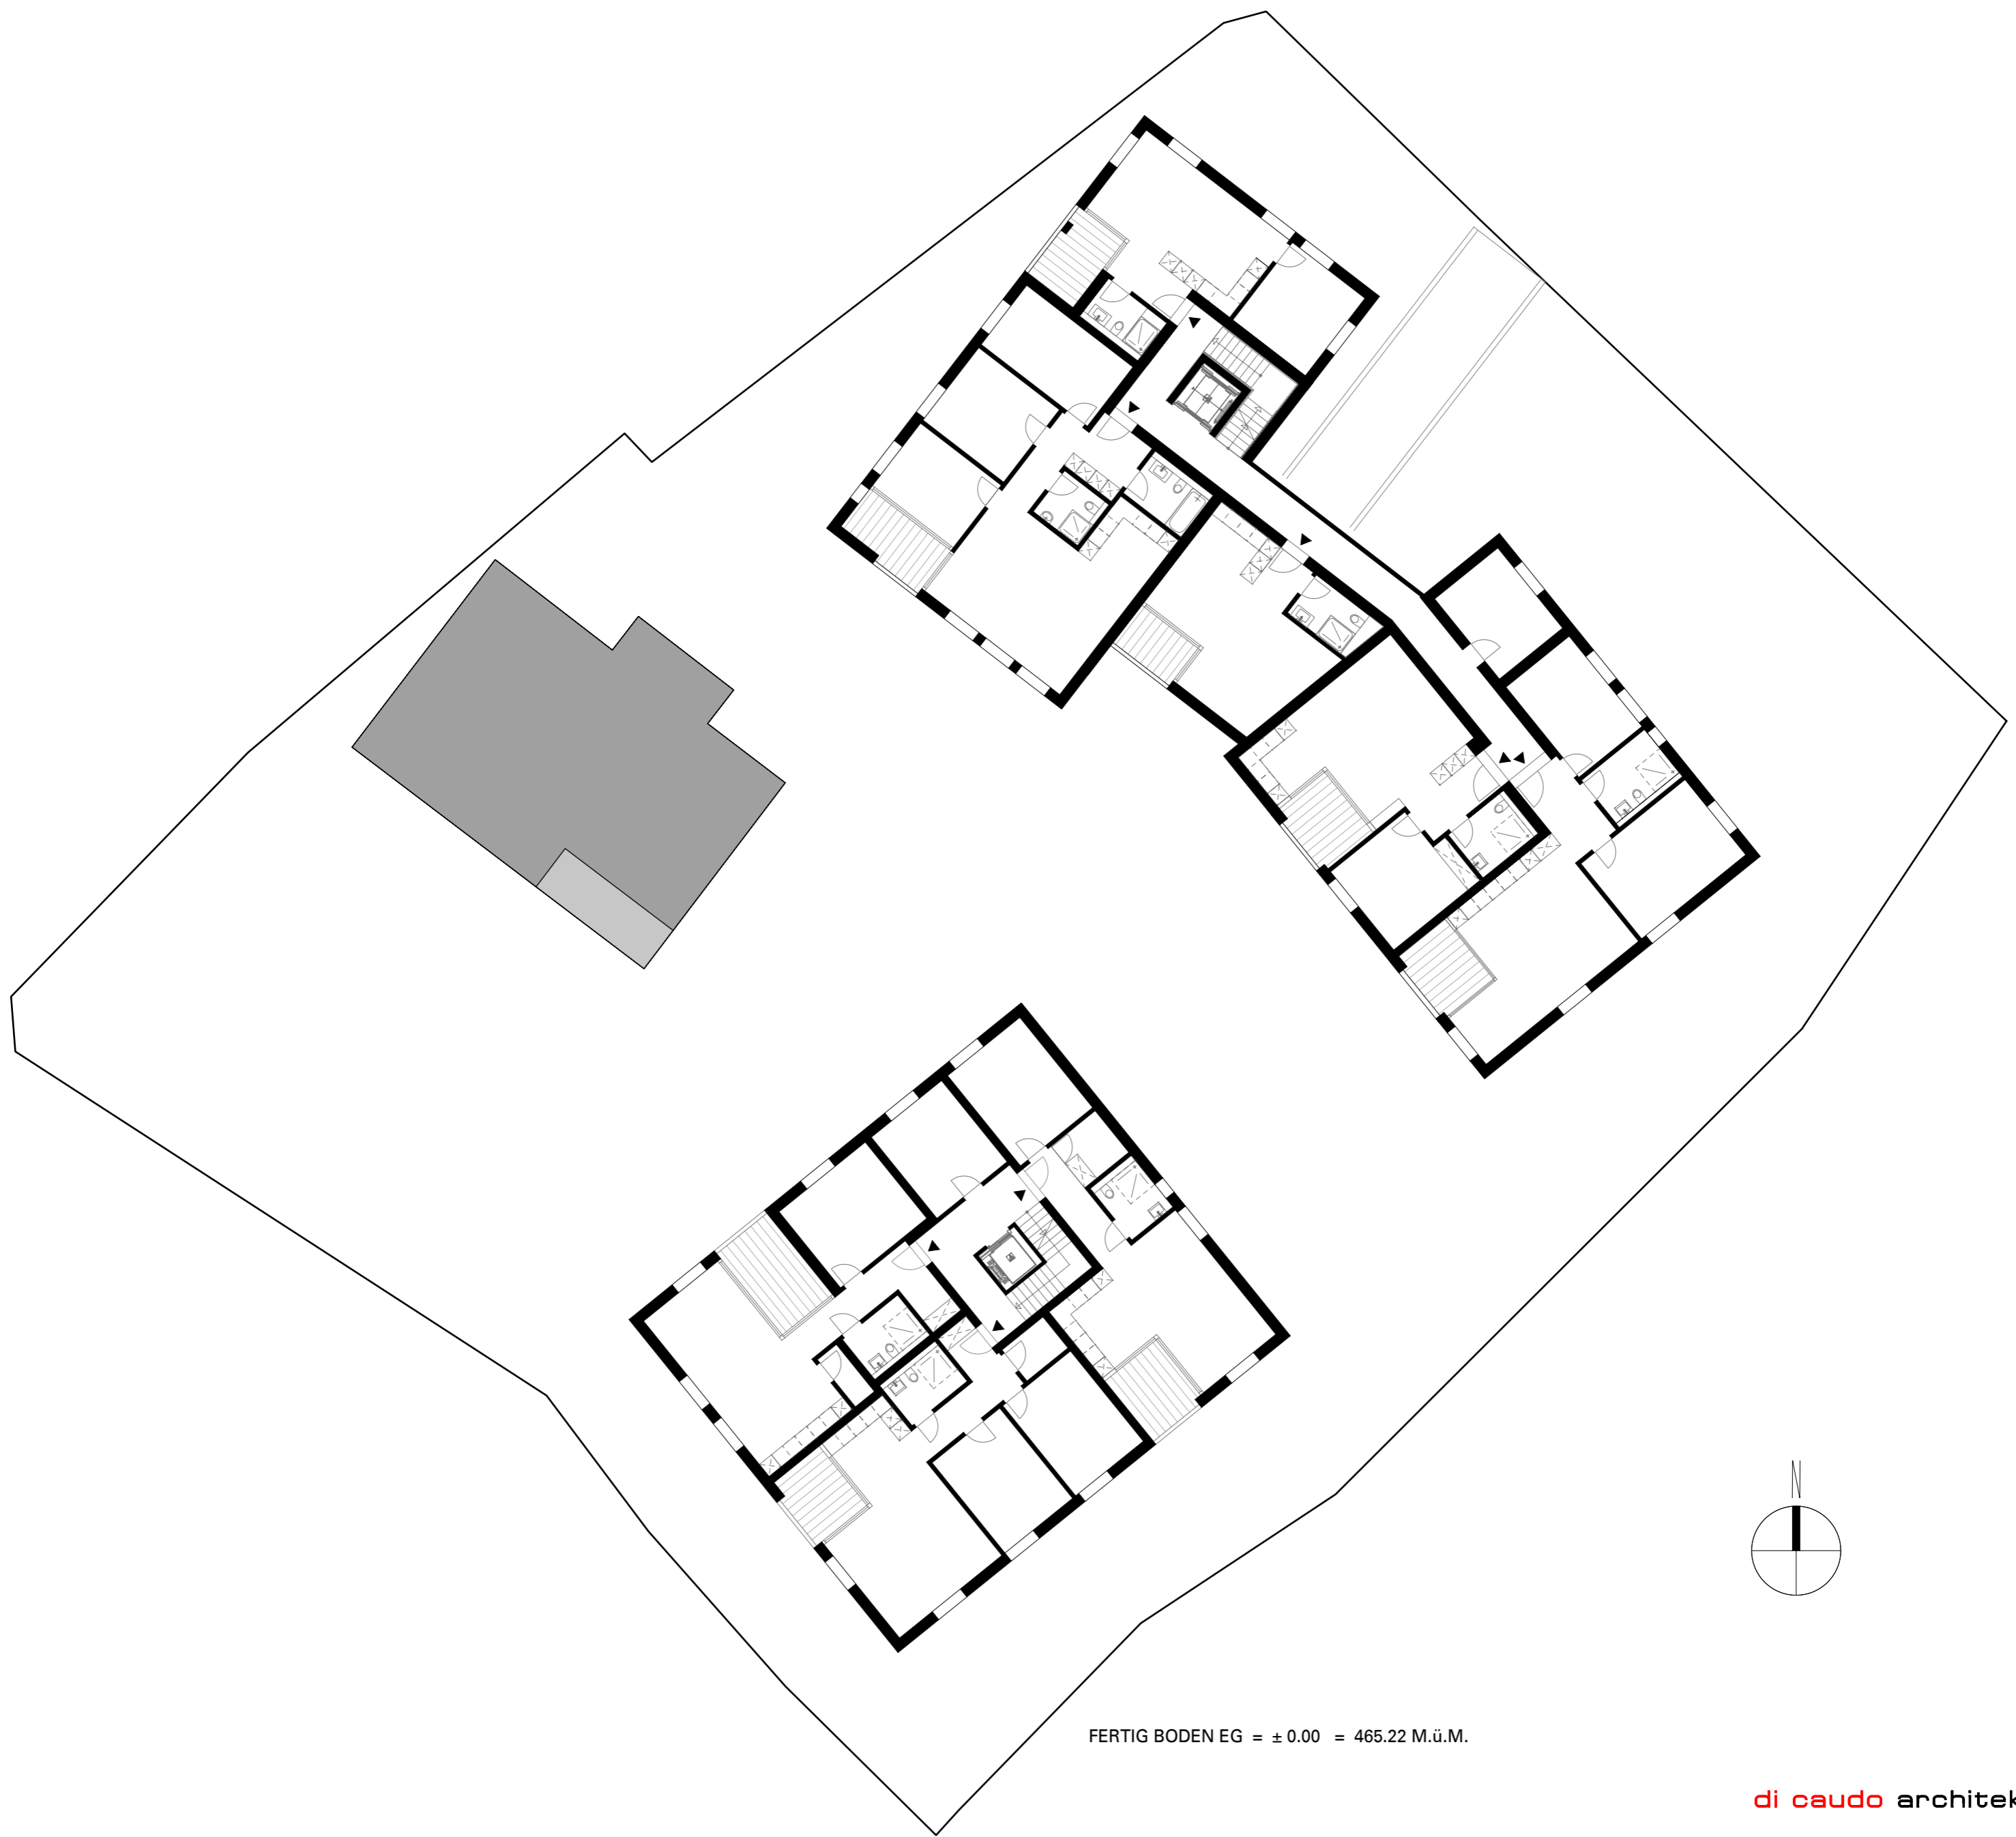 N
FERTIG BODEN EG = ± 0.00 = 465.22 M.ü.M.
di caudo architek